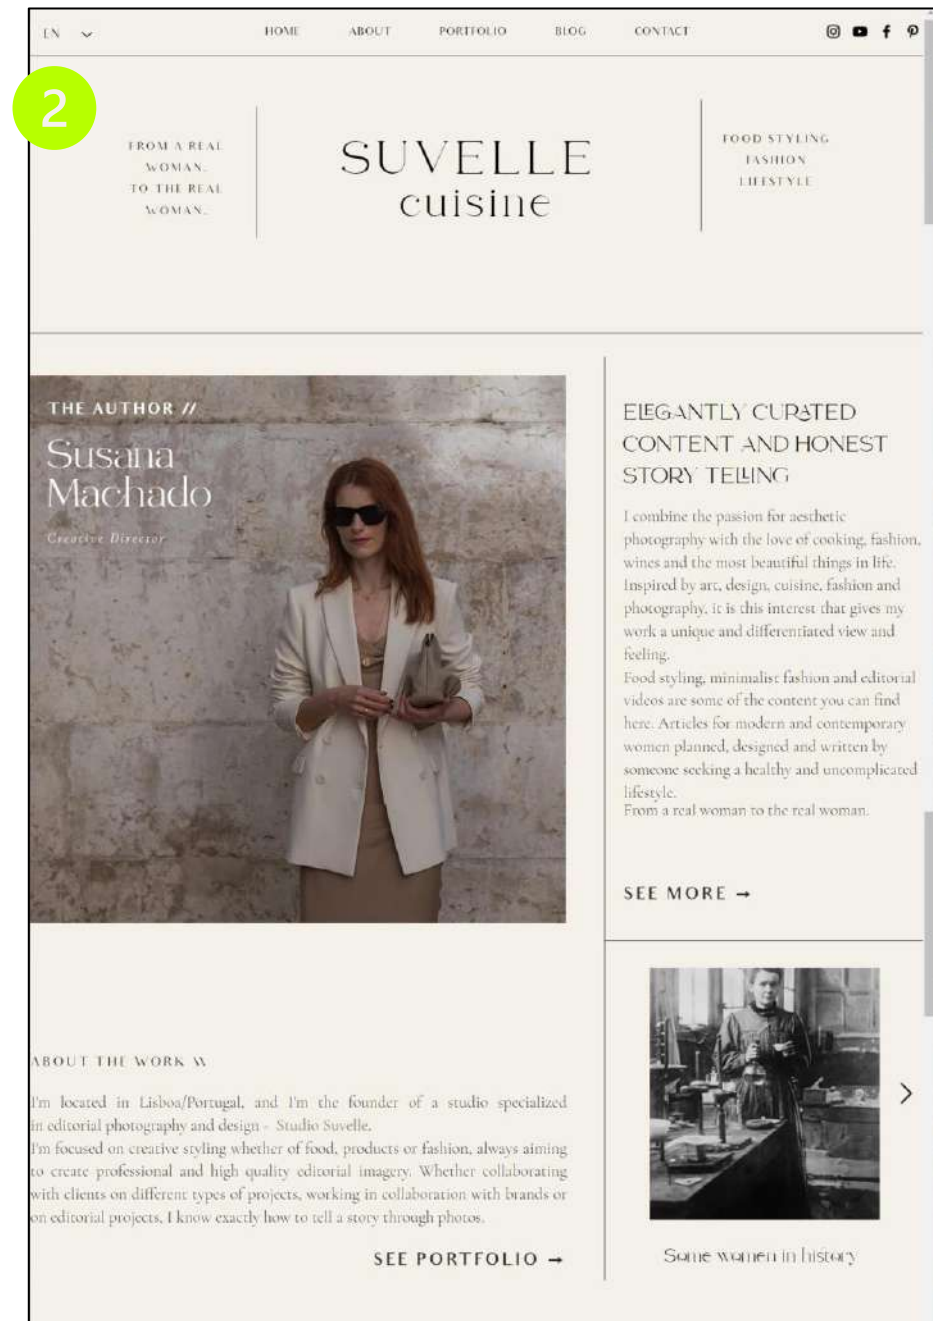 EN
HOME ABOUT PORTFOLIO BLOG CONTACT
2
FROM A REAL
WOMAN.
TO THE REAL
WOMAN.
SUVELLE
cuisine
FOOD STYLING
FASHION
LIFESTYLE
THE AUTHOR //
Susana
Machado
Creative Director
ELEGANTLY CURATED
CONTENT AND HONEST
STORY TELLING
I combine the passion for aesthetic
photography with the love of cooking, fashion,
wines and the most beautiful things in life.
Inspired by art, design, cuisine, fashion and
photography, it is this interest that gives my
work a unique and differentiated view and
feeling.
Food styling, minimalist fashion and editorial
videos are some of the content you can find
here. Articles for modern and contemporary
women planned, designed and written by
someone seeking a healthy and uncomplicated
lifestyle.
From a real woman to the real woman.
SEE MORE →
ABOUT THE WORK \\
I'm located in Lisboa/Portugal, and I'm the founder of a studio specialized
in editorial photography and design - Studio Suvelle.
I'm focused on creative styling whether of food, products or fashion, always aiming
to create professional and high quality editorial imagery. Whether collaborating
with clients on different types of projects, working in collaboration with brands or
on editorial projects, I know exactly how to tell a story through photos.
SEE PORTFOLIO →
Some women in history